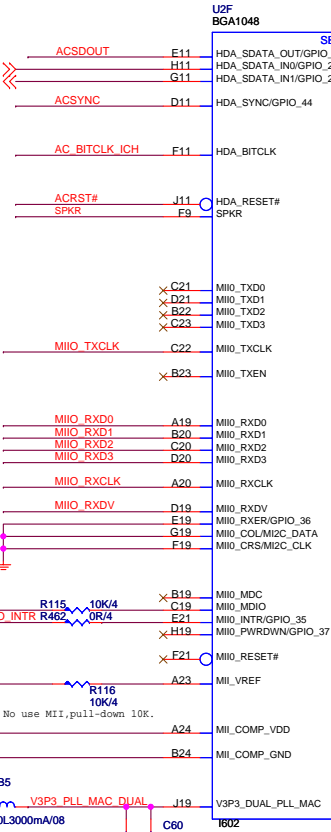 U2F
BGA1048
SE
ACSDOUT E11 HDA_SDATA_OUT/GPIO_
H11 HDA_SDATA_IN0/GPIO_2
G11 HDA_SDATA_IN1/GPIO_2
ACSYNC D11 HDA_SYNC/GPIO_44
AC_BITCLK_ICH F11 HDA_BITCLK
ACRST# J11 HDA_RESET#
SPKR F9 SPKR
C21 MII0_TXD0
D21 MII0_TXD1
B22 MII0_TXD2
C23 MII0_TXD3
MIIO_TXCLK C22 MII0_TXCLK
B23 MII0_TXEN
MIIO_RXD0 A19 MII0_RXD0
MIIO_RXD1 B20 MII0_RXD1
MIIO_RXD2 C20 MII0_RXD2
MIIO_RXD3 D20 MII0_RXD3
MIIO_RXCLK A20 MII0_RXCLK
MIIO_RXDV D19 MII0_RXDV
E19 MII0_RXER/GPIO_36
G19 MII0_COL/MI2C_DATA
F19 MII0_CRS/MI2C_CLK
B19 MII0_MDC
R115 10K/4 C19 MII0_MDIO
O_INTR R462 0R/4 E21 MII0_INTR/GPIO_35
H19 MII0_PWRDWN/GPIO_37
F21 MII0_RESET#
A23 MII_VREF
R116
10K/4
No use MII,pull-down 10K.
A24 MII_COMP_VDD
B24 MII_COMP_GND
B5
V3P3_PLL_MAC_DUAL J19 V3P3_DUAL_PLL_MAC
0L3000mA/08
C60
I602